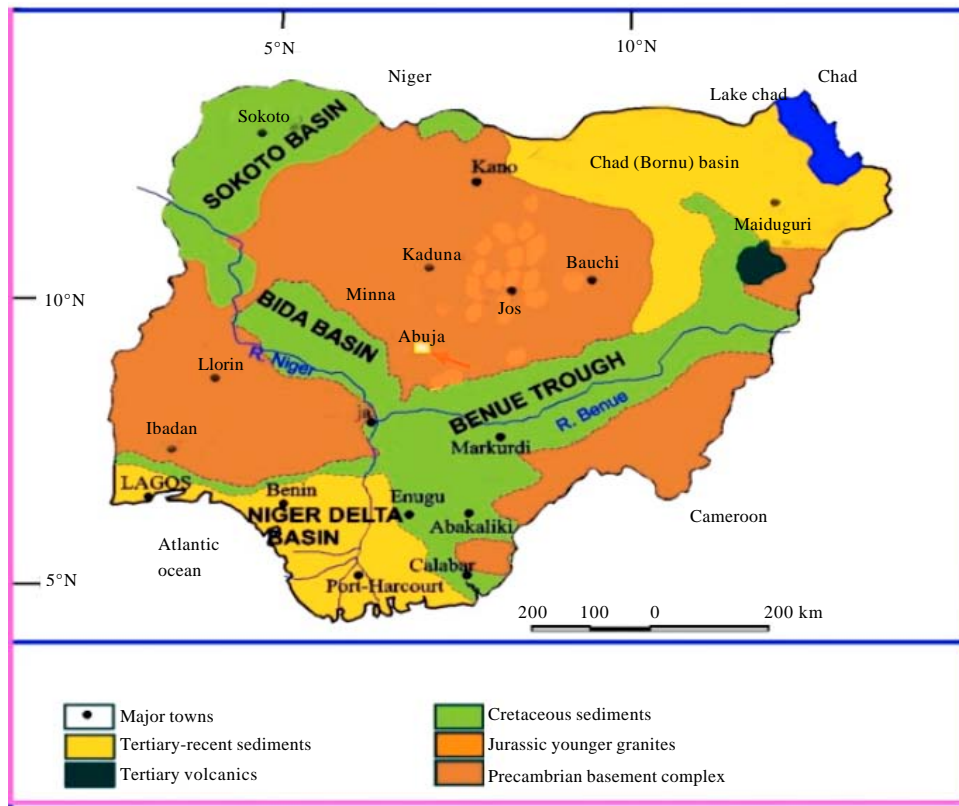 5°N
10°N
Niger
Chad
Lake chad
Sokoto
SOKOTO BASIN
Chad (Bornu) basin
Kano
Maiduguri
Kaduna
Bauchi
Minna
Jos
10°N
BIDA BASIN
Abuja
R. Niger
Llorin
BENUE TROUGH
R. Benue
ja
Ibadan
Markurdi
LAGOS
Benin
Enugu
NIGER DELTA
BASIN
Abakaliki
Cameroon
Atlantic
ocean
Calabar
Port-Harcourt
5°N
200 100 0 200 km
Major towns
Tertiary-recent sediments
Tertiary volcanics
Cretaceous sediments
Jurassic younger granites
Precambrian basement complex